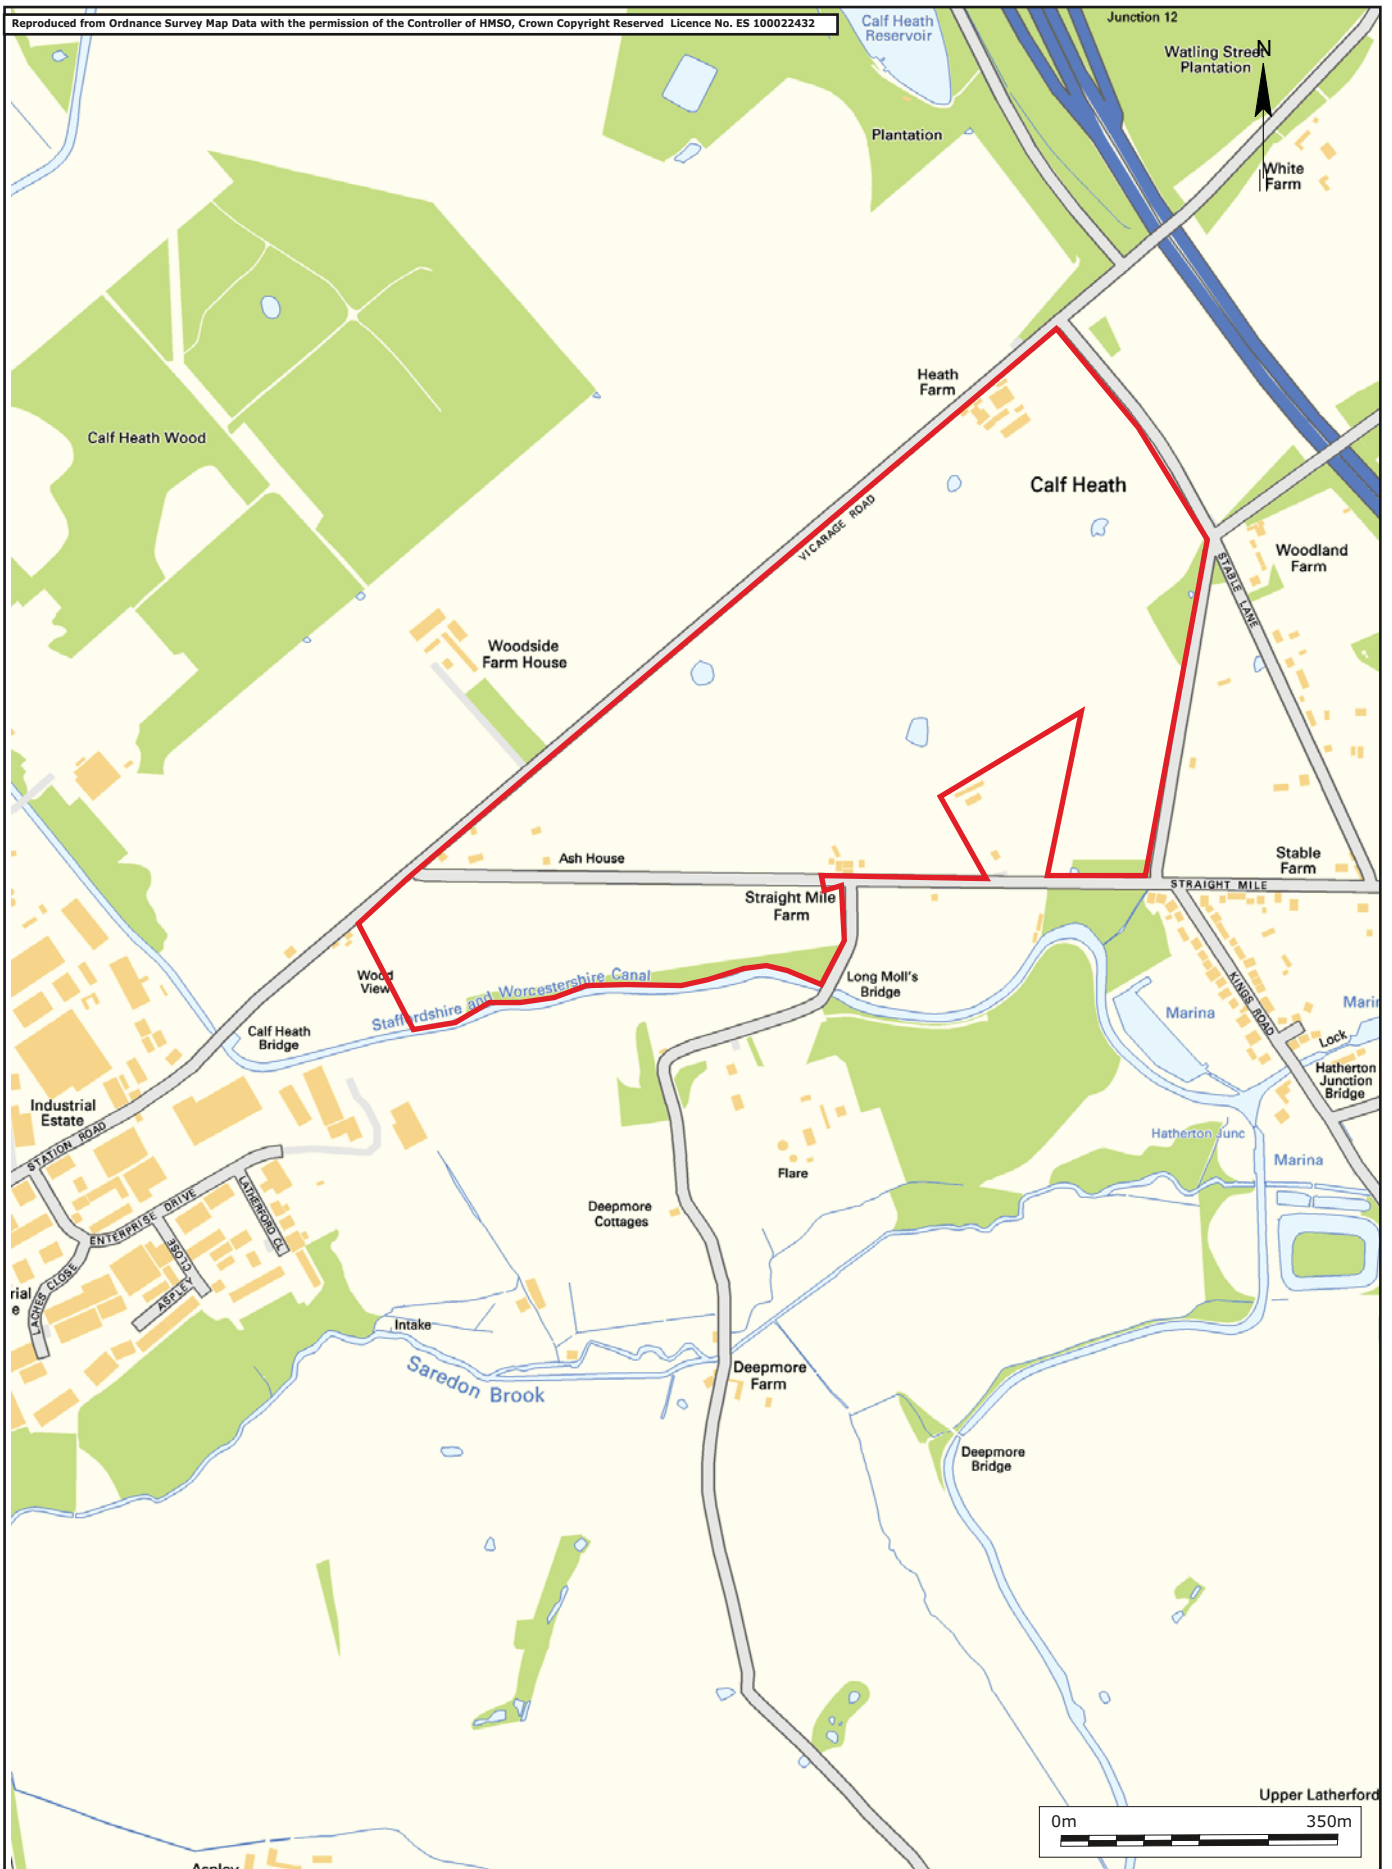 Reproduced from Ordnance Survey Map Data with the permission of the Controller of HMSO, Crown Copyright Reserved Licence No. ES 100022432
Calf Heath
Reservoir
Junction 12
Watling Street
Plantation
N
Plantation
White
Farm
Heath
Farm
Calf Heath Wood
Calf Heath
VICARAGE ROAD
Woodland
Farm
STABLE LANE
Woodside
Farm House
Ash House
Stable
Farm
STRAIGHT MILE
Straight Mile
Farm
Wood
View
Staffordshire and Worcestershire Canal
Long Moll's
Bridge
KINGS ROAD
Marina
Marin
Calf Heath
Bridge
Lock
Hatherton
Junction
Bridge
Industrial
Estate
STATION ROAD
Hatherton Junc
Marina
Flare
LATHERFORD CL
ENTERPRISE DRIVE
Deepmore
Cottages
ASPLEY CLOSE
LACHES CLOSE
rial
e
Intake
Saredon Brook
Deepmore
Farm
Deepmore
Bridge
Upper Latherford
0m 350m
Aspley